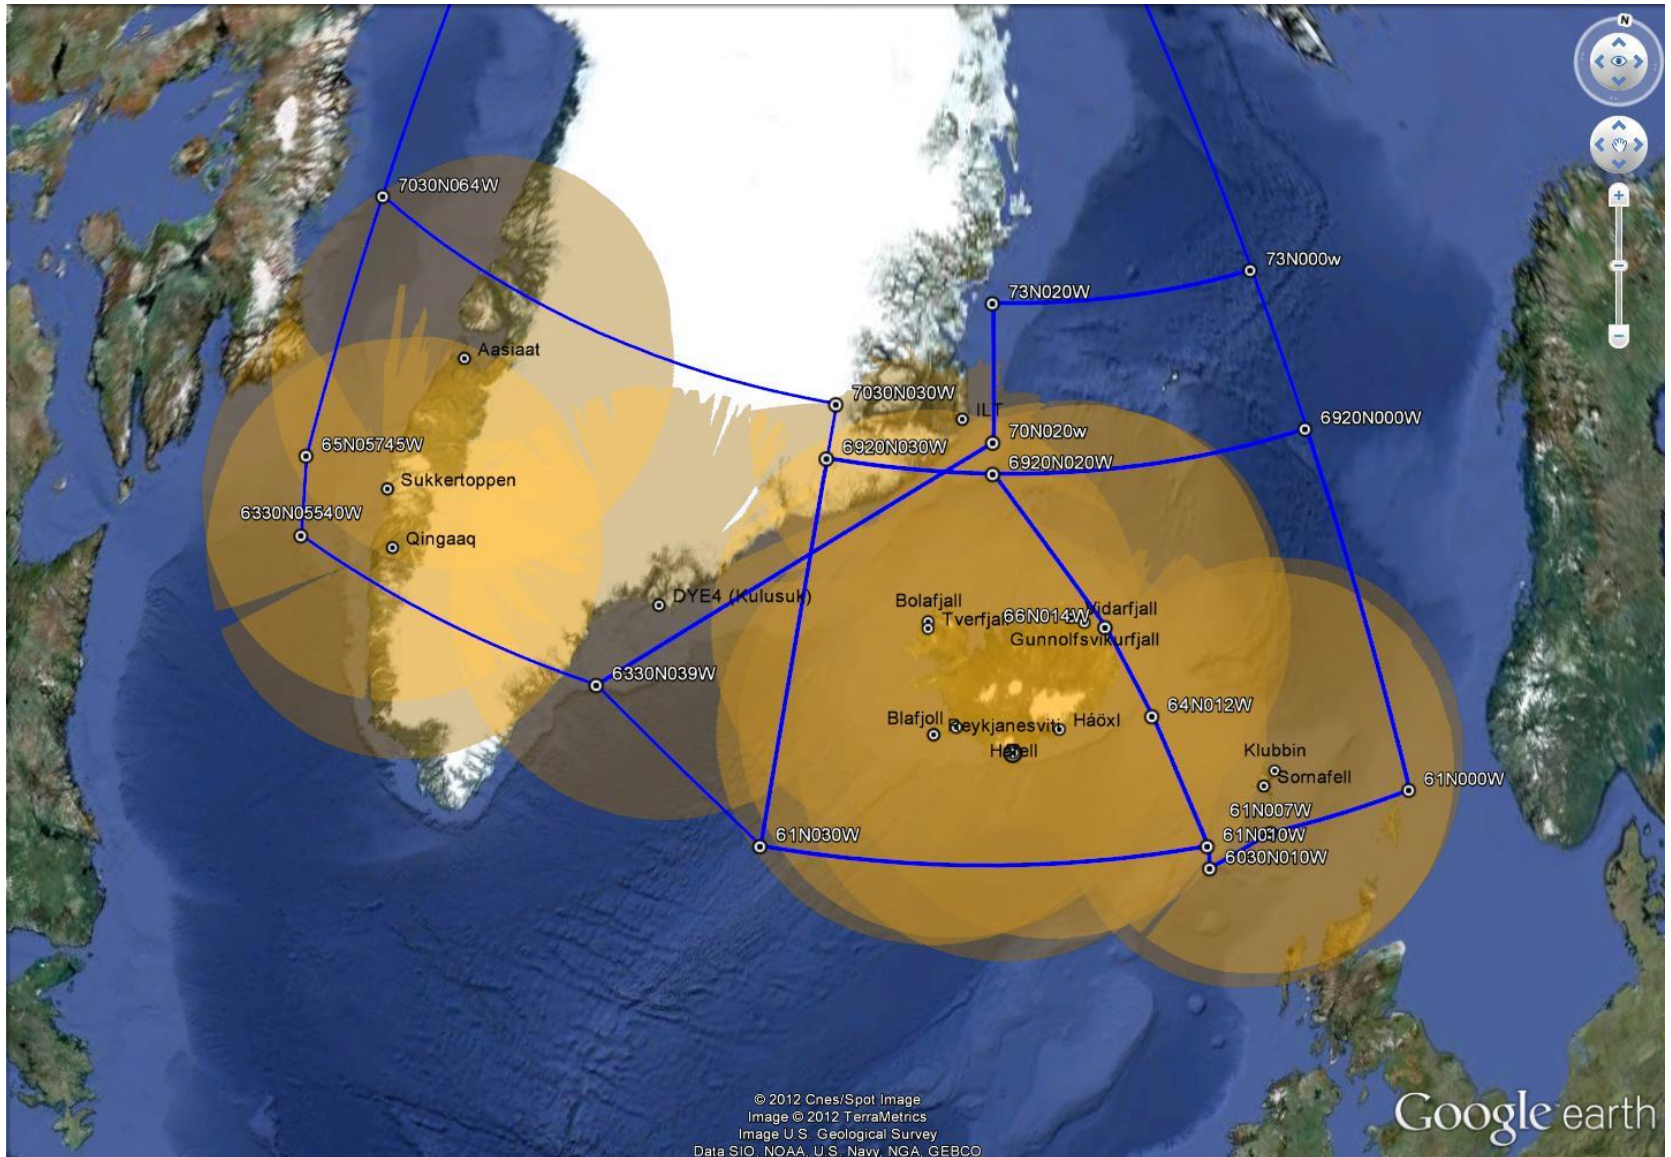 N
7030N064W
73N000w
73N020W
Aasiaat
7030N030W
ILT
70N020w
6920N000W
65N05745W
6920N030W
6920N020W
Sukkertoppen
6330N05540W
Qingaaq
DYE4 (Kulusuk)
Bolafjall
Vidarfjall
Tverfjall
66N014W
Gunnolfsvikurfjall
6330N039W
64N012W
Blafjoll
Reykjanesviti
Háöxl
Klubbin
Sornafell
61N000W
61N007W
61N030W
61N010W
6030N010W
© 2012 Cnes/Spot Image
Image © 2012 TerraMetrics
Image U.S. Geological Survey
Data SIO, NOAA, U.S. Navy, NGA, GEBCO
Google earth